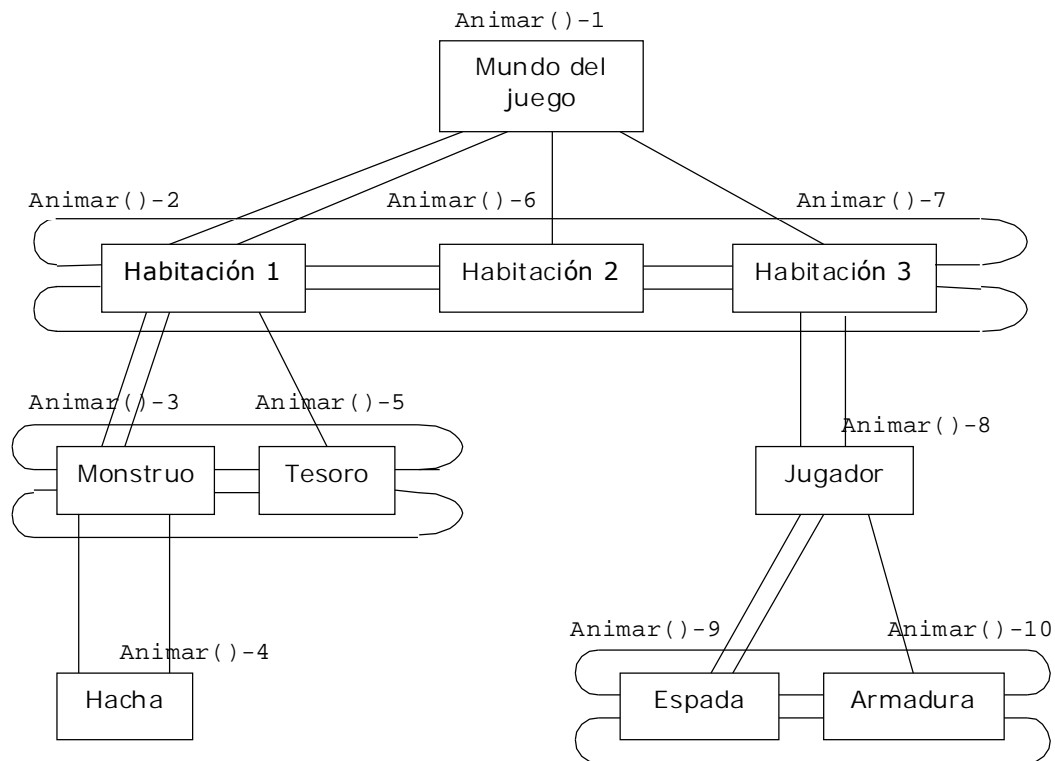 Animar()-1
Mundo del
juego
Animar()-2
Animar()-6
Animar()-7
Habitación 1
Habitación 2
Habitación 3
Animar()-3
Animar()-5
Animar()-8
Monstruo
Tesoro
Jugador
Animar()-9
Animar()-10
Animar()-4
Hacha
Espada
Armadura